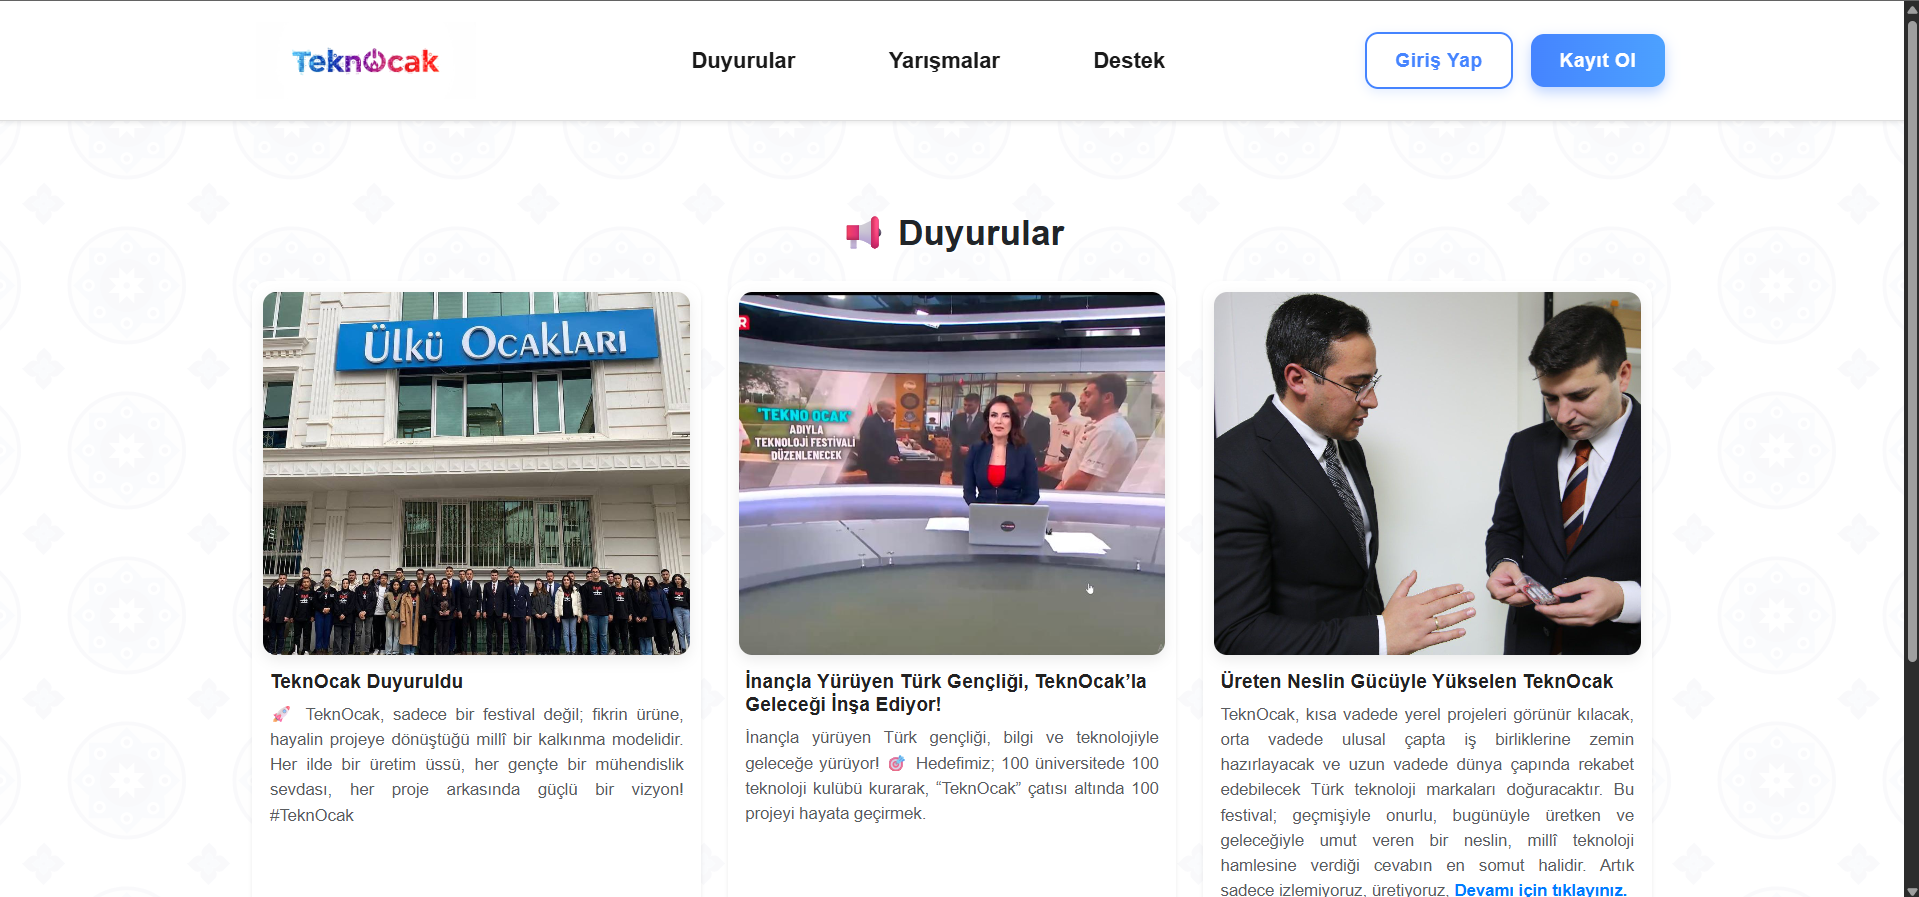 TeknOcak
Duyurular
Yarışmalar
Destek
Giriş Yap
Kayıt Ol
Duyurular
ÜLKÜ OCAKLARI
R
'TEKNO OCAK'
ADIYLA
TEKNOLOJİ FESTİVALİ
DÜZENLENECEK
TeknOcak Duyuruldu
TeknOcak, sadece bir festival değil; fikrin ürüne,
hayalin projeye dönüştüğü millî bir kalkınma modelidir.
Her ilde bir üretim üssü, her gençte bir mühendislik
sevdası, her proje arkasında güçlü bir vizyon!
#TeknOcak
İnançla Yürüyen Türk Gençliği, TeknOcak’la
Geleceği İnşa Ediyor!
İnançla yürüyen Türk gençliği, bilgi ve teknolojiyle
geleceğe yürüyor! 🎯 Hedefimiz; 100 üniversitede 100
teknoloji kulübü kurarak, “TeknOcak” çatısı altında 100
projeyi hayata geçirmek.
Üreten Neslin Gücüyle Yükselen TeknOcak
TeknOcak, kısa vadede yerel projeleri görünür kılacak,
orta vadede ulusal çapta iş birliklerine zemin
hazırlayacak ve uzun vadede dünya çapında rekabet
edebilecek Türk teknoloji markaları doğuracaktır. Bu
festival; geçmişiyle onurlu, bugünüyle üretken ve
geleceğiyle umut veren bir neslin, millî teknoloji
hamlesine verdiği cevabın en somut halidir. Artık
sadece izlemiyoruz, üretiyoruz. Devamı için tıklayınız.